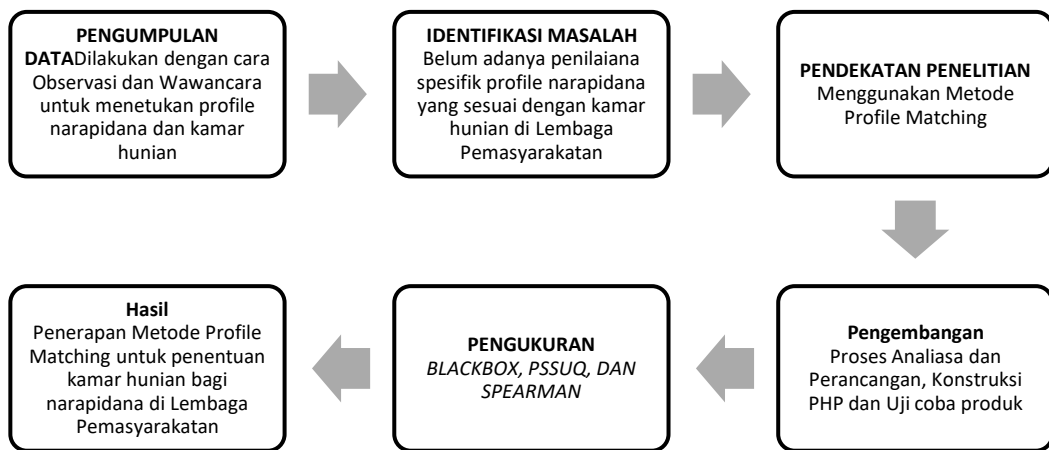 PENGUMPULAN
DATADilakukan dengan cara
Observasi dan Wawancara
untuk menetukan profile
narapidana dan kamar
hunian
IDENTIFIKASI MASALAH
Belum adanya penilaiana
spesifik profile narapidana
yang sesuai dengan kamar
hunian di Lembaga
Pemasyarakatan
PENDEKATAN PENELITIAN
Menggunakan Metode
Profile Matching
Pengembangan
Proses Analiasa dan
Perancangan, Konstruksi
PHP dan Uji coba produk
PENGUKURAN
BLACKBOX, PSSUQ, DAN
SPEARMAN
Hasil
Penerapan Metode Profile
Matching untuk penentuan
kamar hunian bagi
narapidana di Lembaga
Pemasyarakatan